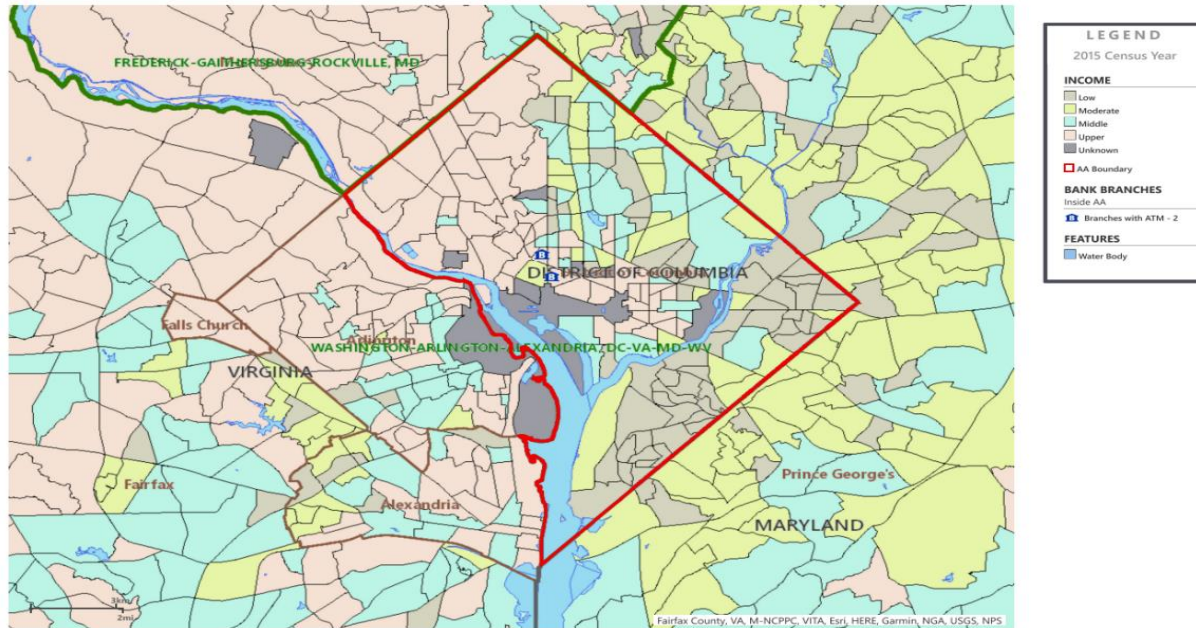 FREDERICK-GAITHERSBURG-ROCKVILLE, MD
DISTRICT OF COLUMBIA
Falls Church
Arlington
WASHINGTON-ARLINGTON-ALEXANDRIA, DC-VA-MD-WV
VIRGINIA
Prince George's
Fairfax
Alexandria
MARYLAND
3km
2mi
Fairfax County, VA, M-NCPPC, VITA, Esri, HERE, Garmin, NGA, USGS, NPS
LEGEND
2015 Census Year
INCOME
Low
Moderate
Middle
Upper
Unknown
AA Boundary
BANK BRANCHES
Inside AA
B Branches with ATM - 2
FEATURES
Water Body